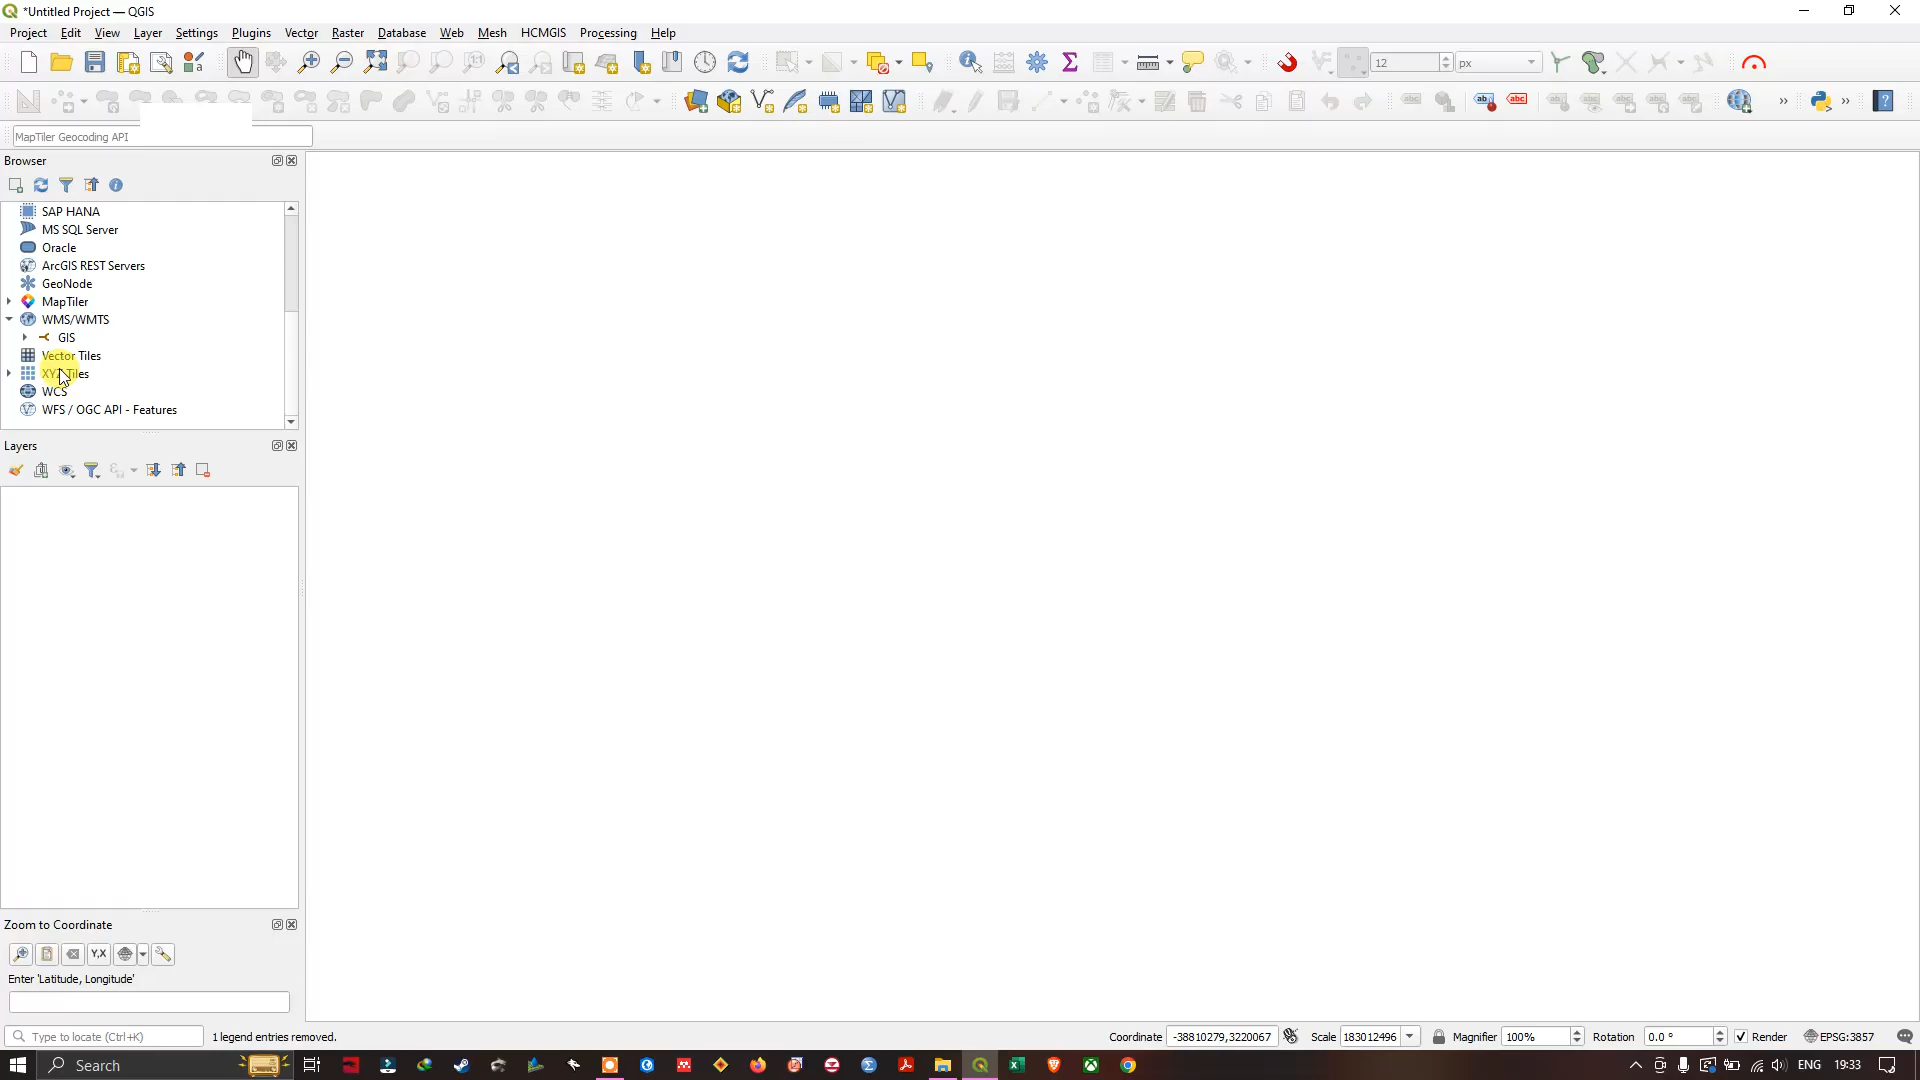 *Untitled Project — QGIS
Project Edit View Layer Settings Plugins Vector Raster Database Web Mesh HCMGIS Processing Help
12 px
MapTiler Geocoding API
Browser
SAP HANA
MS SQL Server
Oracle
ArcGIS REST Servers
GeoNode
MapTiler
WMS/WMTS
GIS
Vector Tiles
XYZ Tiles
WCS
WFS / OGC API - Features
Layers
Zoom to Coordinate
Y,X
Enter 'Latitude, Longitude'
Type to locate (Ctrl+K) 1 legend entries removed. Coordinate -38810279,3220067 Scale 183012496 Magnifier 100% Rotation 0.0 ° Render EPSG:3857
Search ENG 19:33